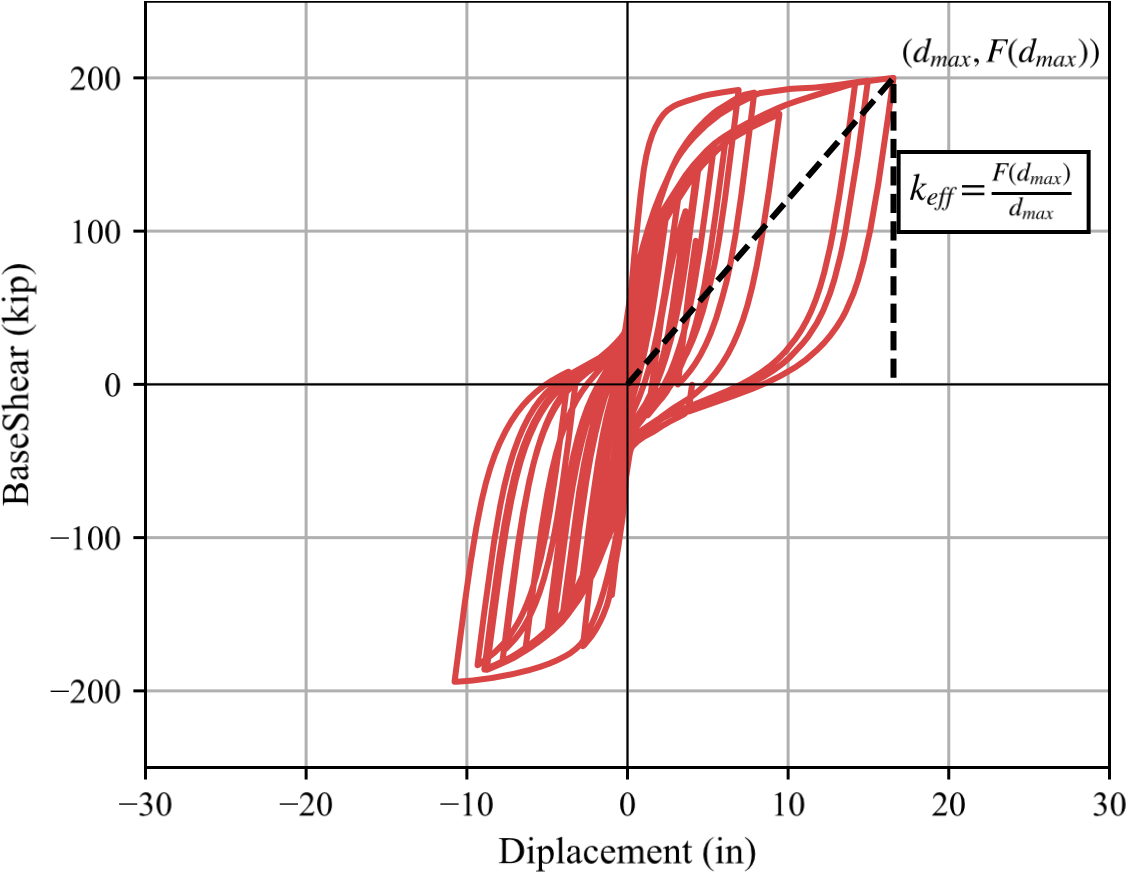 (d_max, F(d_max))
200
k_eff = F(d_max)/d_max
100
0
−100
−200
BaseShear (kip)
−30 −20 −10 0 10 20 30
Diplacement (in)